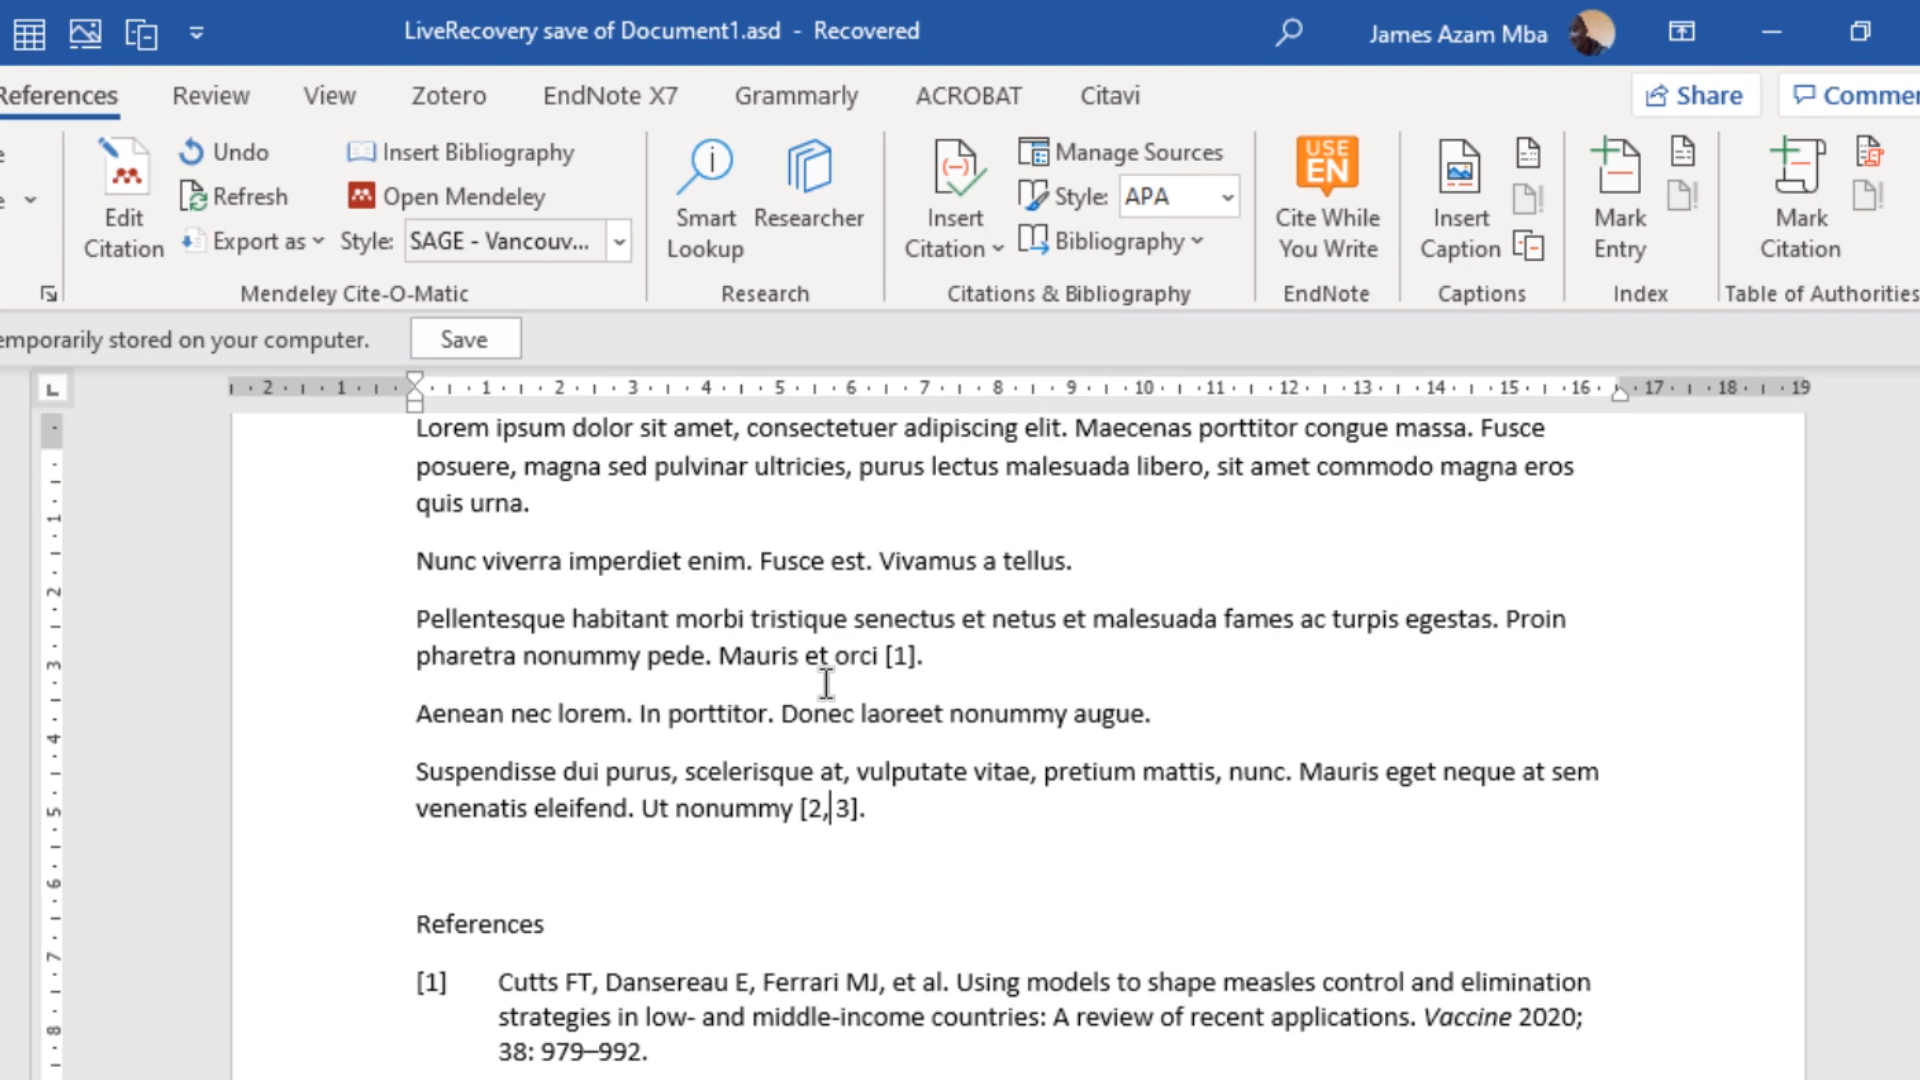 LiveRecovery save of Document1.asd - Recovered
James Azam Mba
References Review View Zotero EndNote X7 Grammarly ACROBAT Citavi Share
Undo Insert Bibliography Manage Sources USE EN
Refresh Open Mendeley Style: APA
Edit Citation
Export as Style: SAGE - Vancouv...
Smart Lookup
Researcher
Insert Citation
Bibliography
Cite While You Write
Insert Caption
Mark Entry
Mark Citation
Mendeley Cite-O-Matic Research Citations & Bibliography EndNote Captions Index Table of Authorities
emporarily stored on your computer. Save
2 1 1 2 3 4 5 6 7 8 9 10 11 12 13 14 15 16 17 18 19
Lorem ipsum dolor sit amet, consectetuer adipiscing elit. Maecenas porttitor congue massa. Fusce
posuere, magna sed pulvinar ultricies, purus lectus malesuada libero, sit amet commodo magna eros
quis urna.
Nunc viverra imperdiet enim. Fusce est. Vivamus a tellus.
Pellentesque habitant morbi tristique senectus et netus et malesuada fames ac turpis egestas. Proin
pharetra nonummy pede. Mauris et orci [1].
Aenean nec lorem. In porttitor. Donec laoreet nonummy augue.
Suspendisse dui purus, scelerisque at, vulputate vitae, pretium mattis, nunc. Mauris eget neque at sem
venenatis eleifend. Ut nonummy [2, 3].
References
[1] Cutts FT, Dansereau E, Ferrari MJ, et al. Using models to shape measles control and elimination
strategies in low- and middle-income countries: A review of recent applications. Vaccine 2020;
38: 979–992.
1
2
3
4
5
6
7
8